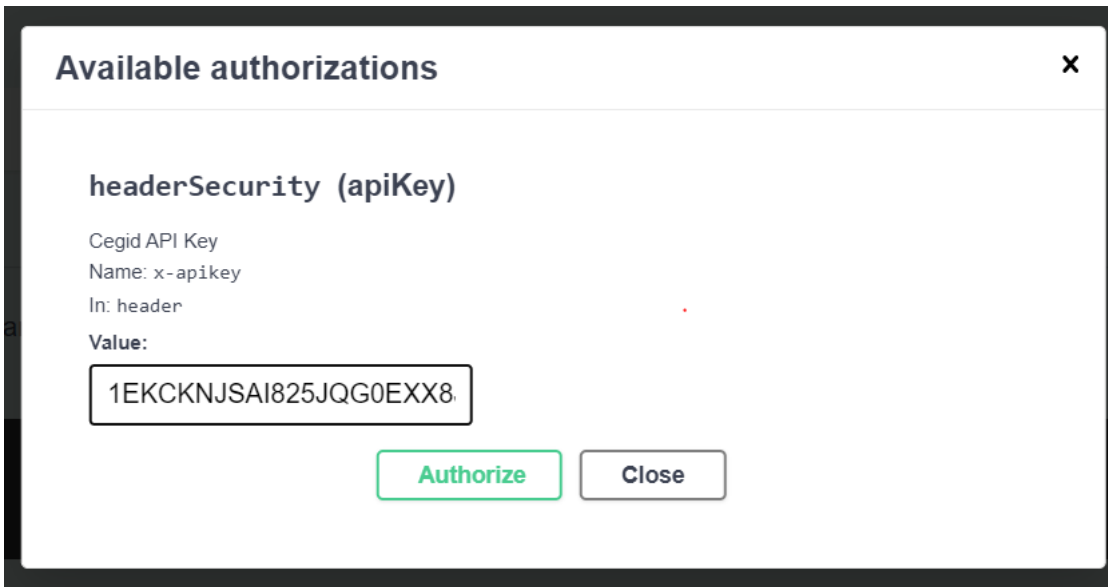 Available authorizations
headerSecurity (apiKey)
Cegid API Key
Name: x-apikey
In: header
Value:
1EKCKNJSAI825JQG0EXX8
Authorize
Close